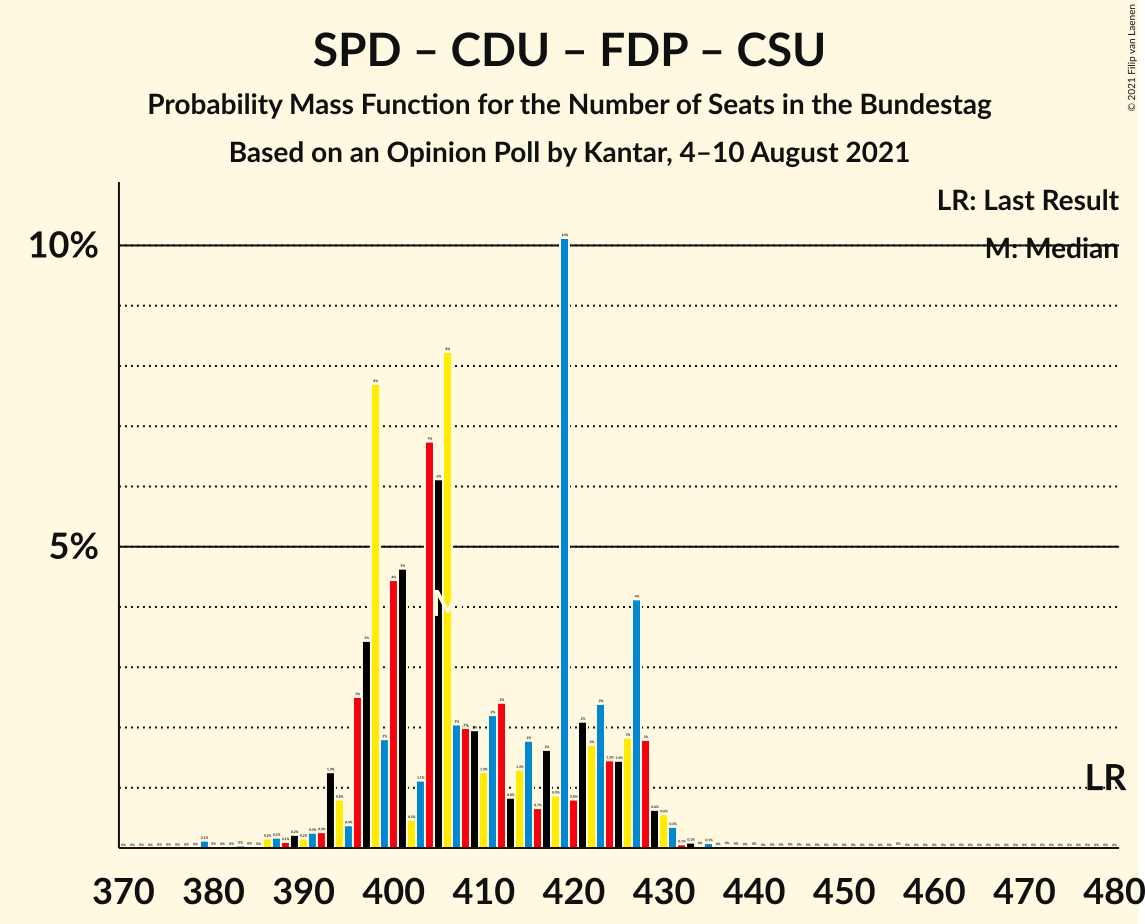 SPD – CDU – FDP – CSU
Probability Mass Function for the Number of Seats in the Bundestag
Based on an Opinion Poll by Kantar, 4–10 August 2021
© 2021 Filip van Laenen
LR: Last Result
M: Median
10%
5%
M
LR
370 380 390 400 410 420 430 440 450 460 470 480